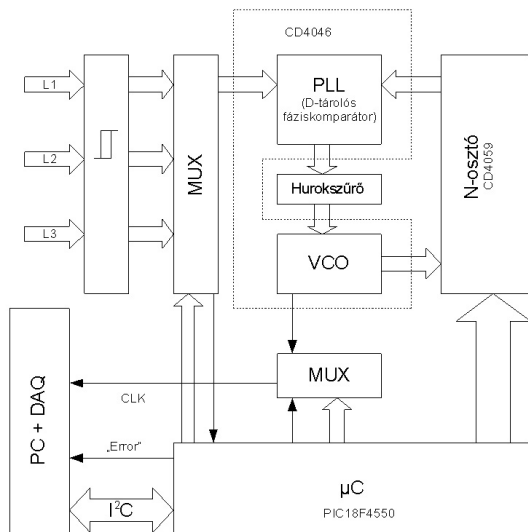 CD4046
L1
L2
L3
MUX
PLL
(D-tárolós
fáziskomparátor)
Hurokszűrő
VCO
N-osztó
CD4059
MUX
CLK
PC + DAQ
„Error”
I²C
µC
PIC18F4550